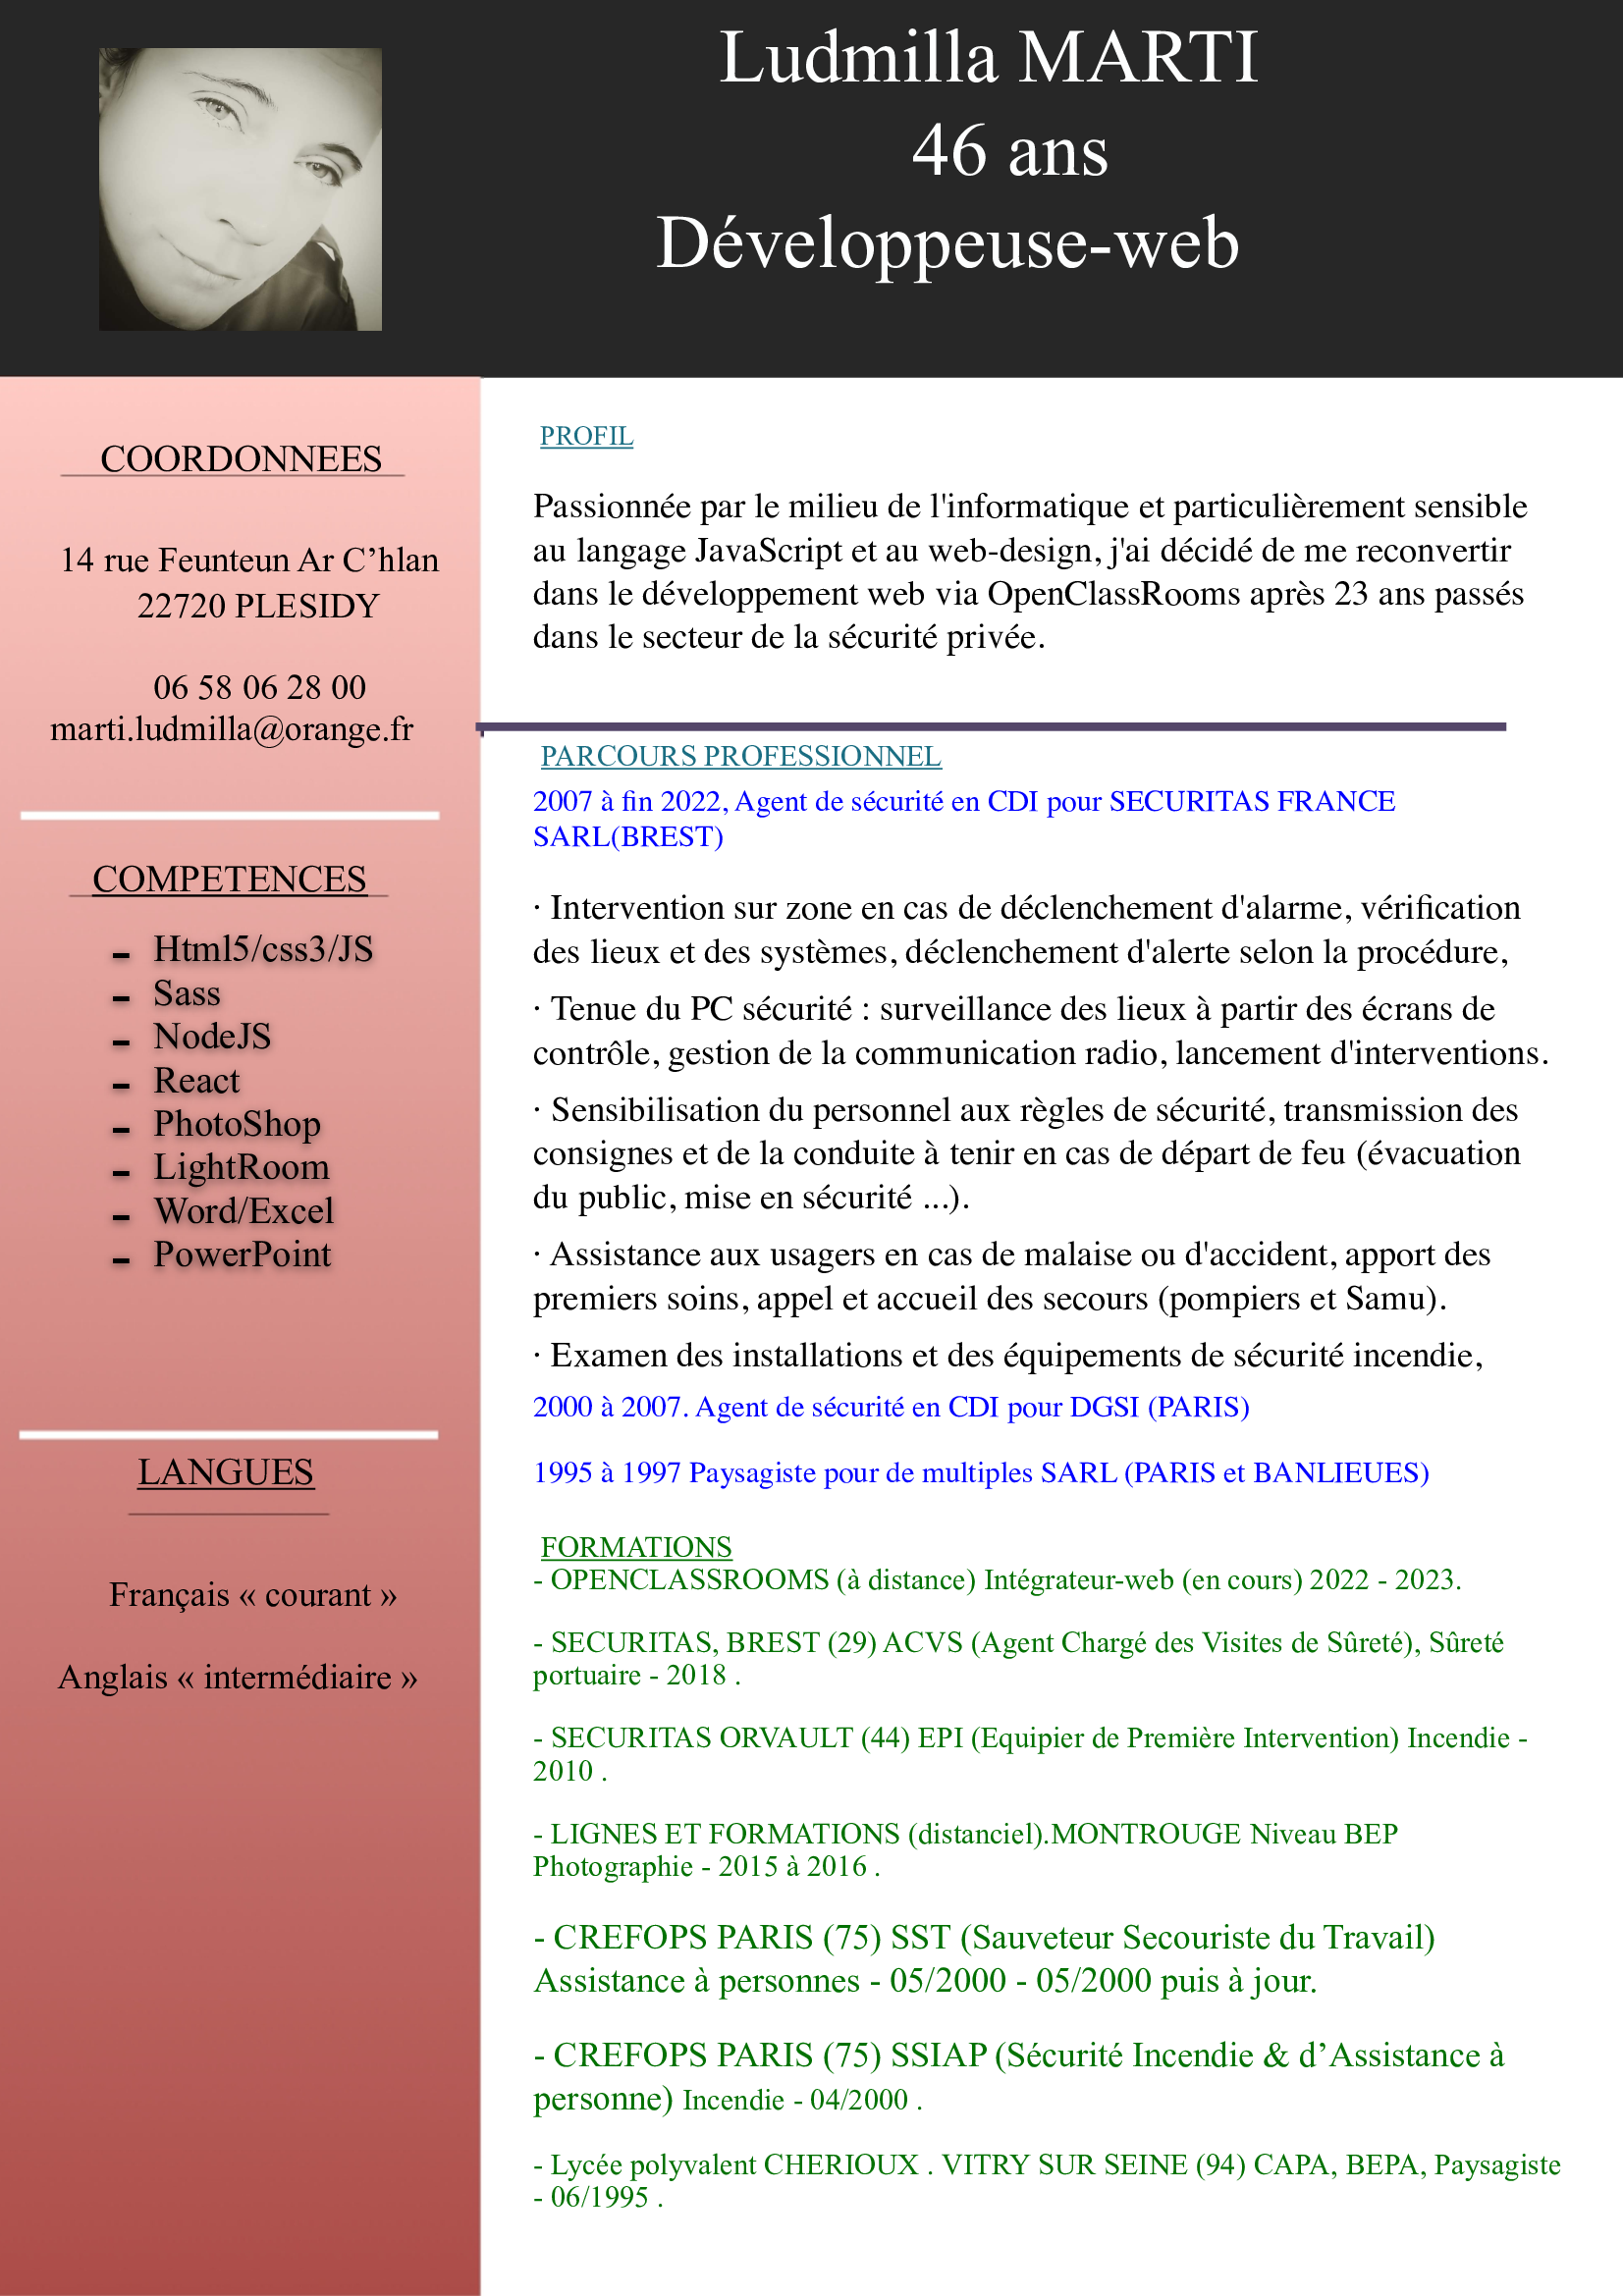 Ludmilla MARTI
46 ans
Développeuse-web
COORDONNEES
14 rue Feunteun Ar C’hlan
22720 PLESIDY
06 58 06 28 00
marti.ludmilla@orange.fr
COMPETENCES
- Html5/css3/JS
- Sass
- NodeJS
- React
- PhotoShop
- LightRoom
- Word/Excel
- PowerPoint
LANGUES
Français « courant »
Anglais « intermédiaire »
PROFIL
Passionnée par le milieu de l'informatique et particulièrement sensible
au langage JavaScript et au web-design, j'ai décidé de me reconvertir
dans le développement web via OpenClassRooms après 23 ans passés
dans le secteur de la sécurité privée.
PARCOURS PROFESSIONNEL
2007 à fin 2022, Agent de sécurité en CDI pour SECURITAS FRANCE
SARL(BREST)
· Intervention sur zone en cas de déclenchement d'alarme, vérification
des lieux et des systèmes, déclenchement d'alerte selon la procédure,
· Tenue du PC sécurité : surveillance des lieux à partir des écrans de
contrôle, gestion de la communication radio, lancement d'interventions.
· Sensibilisation du personnel aux règles de sécurité, transmission des
consignes et de la conduite à tenir en cas de départ de feu (évacuation
du public, mise en sécurité ...).
· Assistance aux usagers en cas de malaise ou d'accident, apport des
premiers soins, appel et accueil des secours (pompiers et Samu).
· Examen des installations et des équipements de sécurité incendie,
2000 à 2007. Agent de sécurité en CDI pour DGSI (PARIS)
1995 à 1997 Paysagiste pour de multiples SARL (PARIS et BANLIEUES)
FORMATIONS
- OPENCLASSROOMS (à distance) Intégrateur-web (en cours) 2022 - 2023.
- SECURITAS, BREST (29) ACVS (Agent Chargé des Visites de Sûreté), Sûreté
portuaire - 2018 .
- SECURITAS ORVAULT (44) EPI (Equipier de Première Intervention) Incendie -
2010 .
- LIGNES ET FORMATIONS (distanciel).MONTROUGE Niveau BEP
Photographie - 2015 à 2016 .
- CREFOPS PARIS (75) SST (Sauveteur Secouriste du Travail)
Assistance à personnes - 05/2000 - 05/2000 puis à jour.
- CREFOPS PARIS (75) SSIAP (Sécurité Incendie & d’Assistance à
personne) Incendie - 04/2000 .
- Lycée polyvalent CHERIOUX . VITRY SUR SEINE (94) CAPA, BEPA, Paysagiste
- 06/1995 .